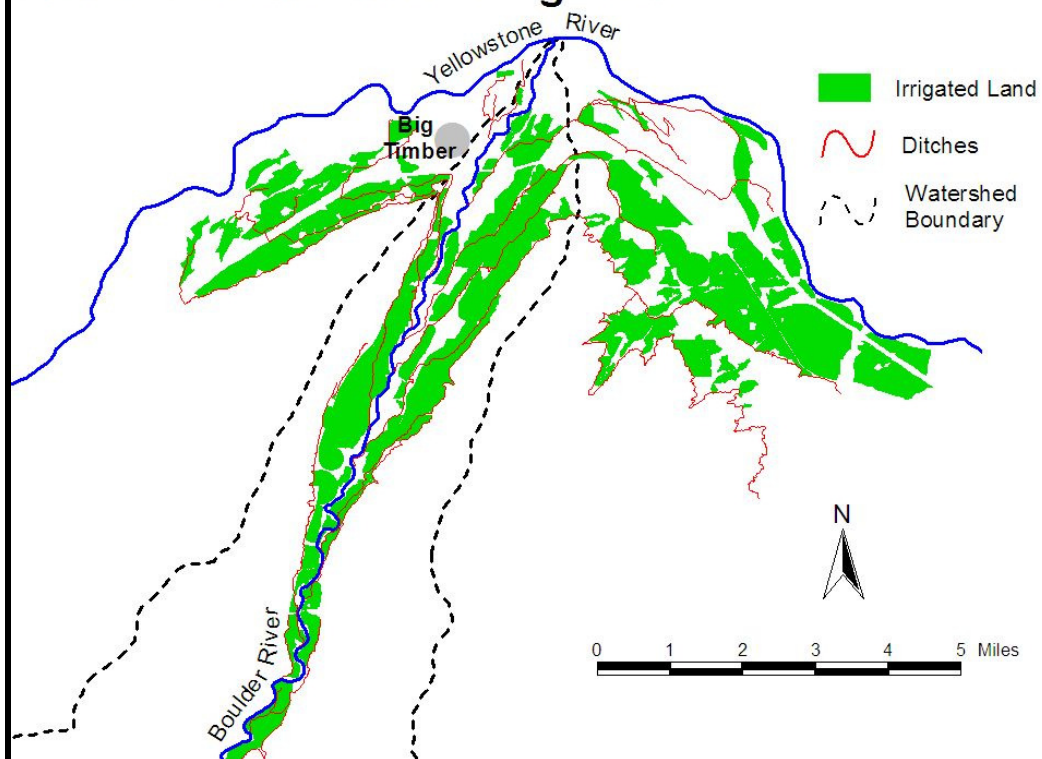 Yellowstone River
Irrigated Land
Big
Timber
Ditches
Watershed
Boundary
N
0 1 2 3 4 5 Miles
Boulder River